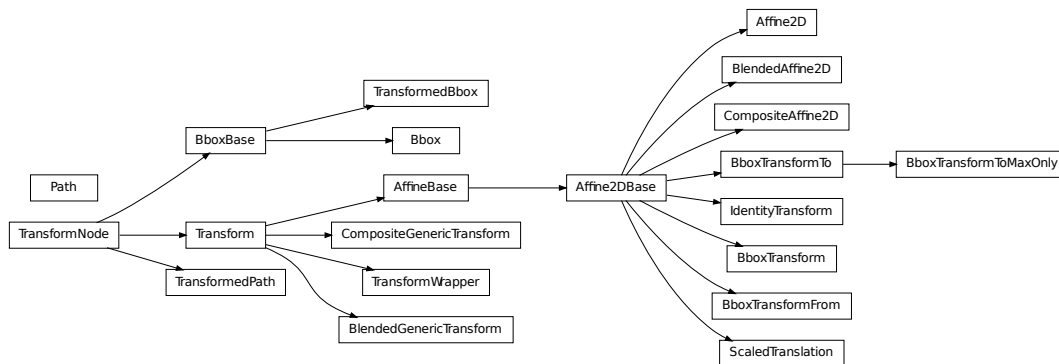 Affine2D
BlendedAffine2D
TransformedBbox
CompositeAffine2D
BboxBase
Bbox
BboxTransformTo
BboxTransformToMaxOnly
Path
AffineBase
Affine2DBase
IdentityTransform
TransformNode
Transform
CompositeGenericTransform
BboxTransform
TransformedPath
TransformWrapper
BboxTransformFrom
BlendedGenericTransform
ScaledTranslation